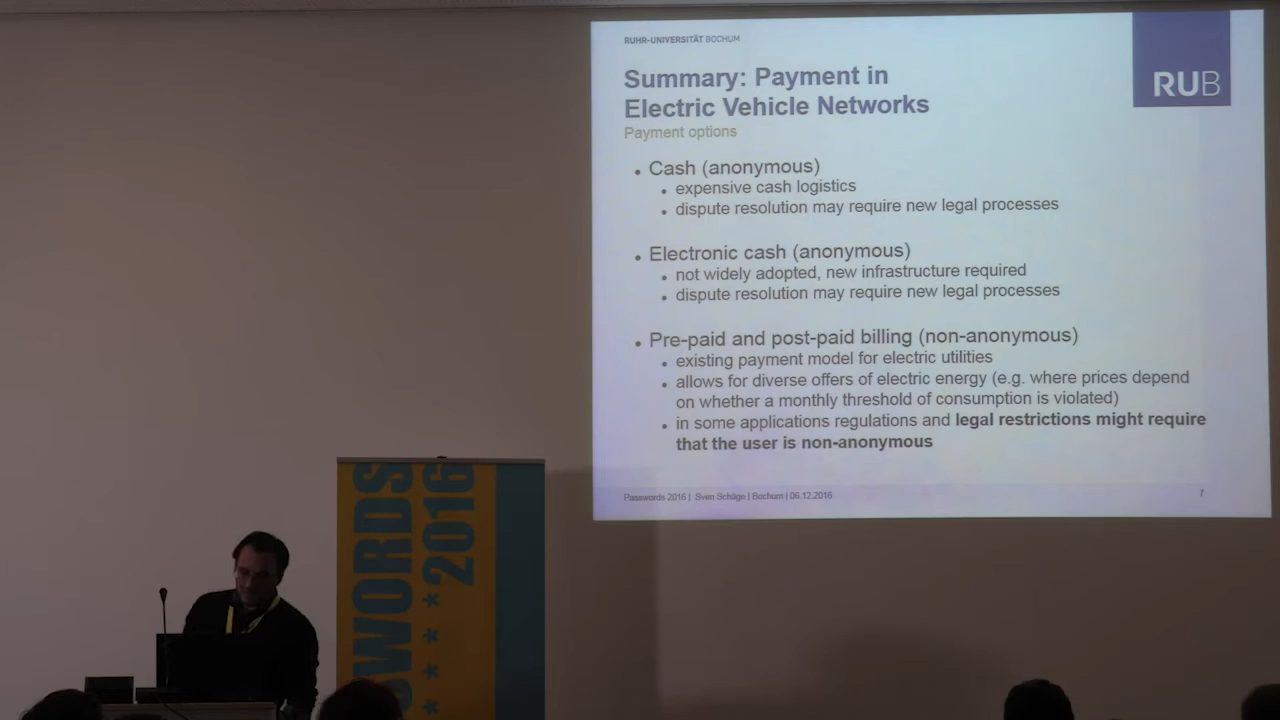 RUHR-UNIVERSITÄT BOCHUM
RUB
Summary: Payment in
Electric Vehicle Networks
Payment options
• Cash (anonymous)
• expensive cash logistics
• dispute resolution may require new legal processes
• Electronic cash (anonymous)
• not widely adopted, new infrastructure required
• dispute resolution may require new legal processes
• Pre-paid and post-paid billing (non-anonymous)
• existing payment model for electric utilities
• allows for diverse offers of electric energy (e.g. where prices depend
on whether a monthly threshold of consumption is violated)
• in some applications regulations and legal restrictions might require
that the user is non-anonymous
Passwords 2016 | Sven Schäge | Bochum | 06.12.2016
7
SWORDS
2016
* * * *